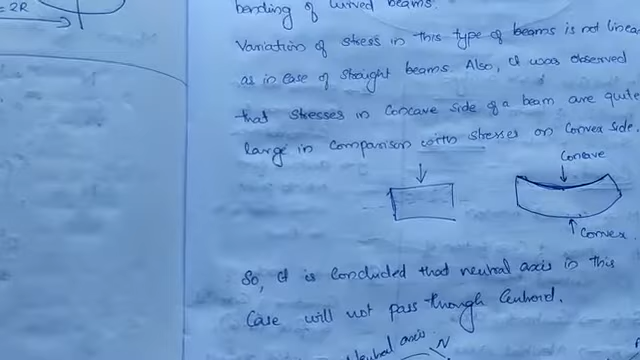 = 2R
bending of curved beams.
Variation of stress in this type of beams is not linear
as in case of straight beams. Also, it was observed
that stresses in concave side of a beam are quite
large in comparison with stresses on convex side.
Concave
Convex.
So, it is concluded that neutral axis in this
case will not pass through Centroid.
Neutral axis. N